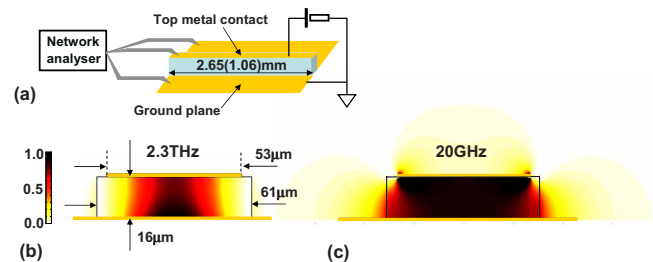 Top metal contact
Network
analyser
2.65(1.06)mm
(a)
Ground plane
1.0
0.5
0.0
2.3THz
53μm
61μm
16μm
(b)
20GHz
(c)